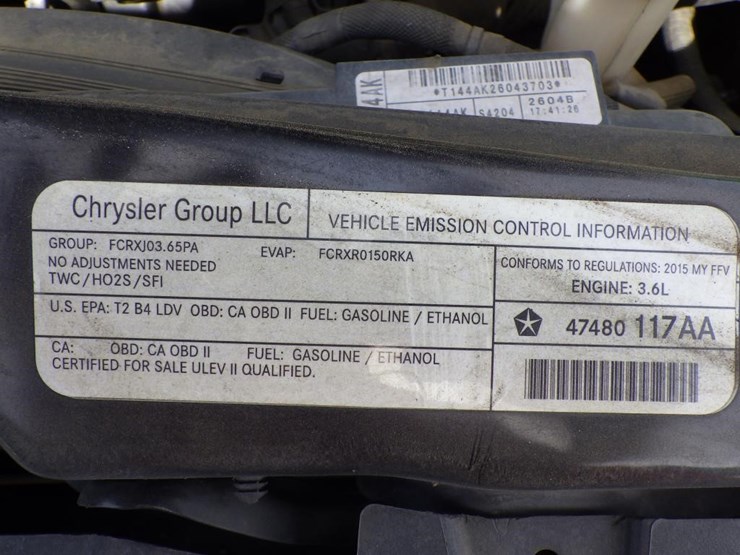 4AK
*T144AK26043703*
S4204
2604B
17:41:26
Chrysler Group LLC
VEHICLE EMISSION CONTROL INFORMATION
GROUP: FCRXJ03.65PA EVAP: FCRXR0150RKA
NO ADJUSTMENTS NEEDED
TWC/HO2S/SFI
CONFORMS TO REGULATIONS: 2015 MY FFV
ENGINE: 3.6L
U.S. EPA: T2 B4 LDV OBD: CA OBD II FUEL: GASOLINE / ETHANOL
47480 117AA
CA: OBD: CA OBD II FUEL: GASOLINE / ETHANOL
CERTIFIED FOR SALE ULEV II QUALIFIED.